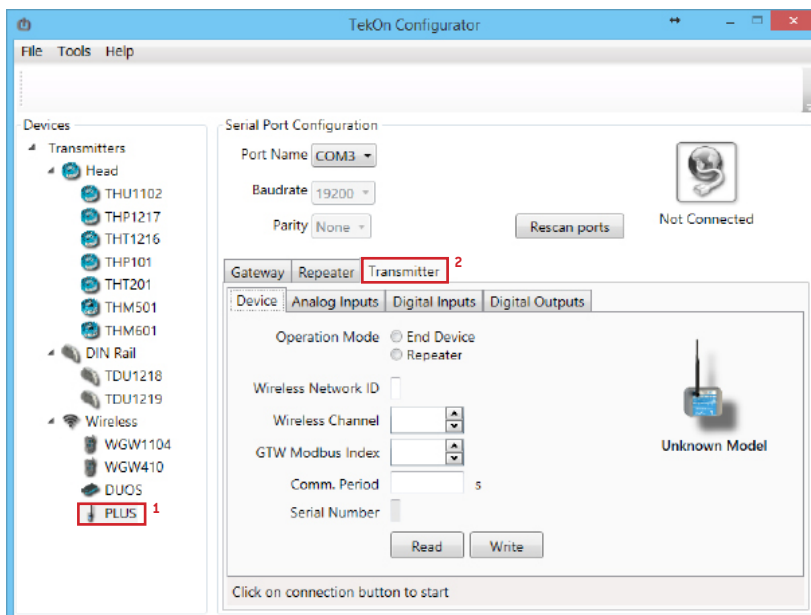 TekOn Configurator
File Tools Help
Devices
Transmitters
Head
THU1102
THP1217
THT1216
THP101
THT201
THM501
THM601
DIN Rail
TDU1218
TDU1219
Wireless
WGW1104
WGW410
DUOS
PLUS 1
Serial Port Configuration
Port Name COM3
Baudrate 19200
Parity None
Rescan ports
Not Connected
Gateway Repeater Transmitter 2
Device Analog Inputs Digital Inputs Digital Outputs
Operation Mode End Device
Repeater
Wireless Network ID
Wireless Channel
GTW Modbus Index
Comm. Period s
Serial Number
Read Write
Unknown Model
Click on connection button to start